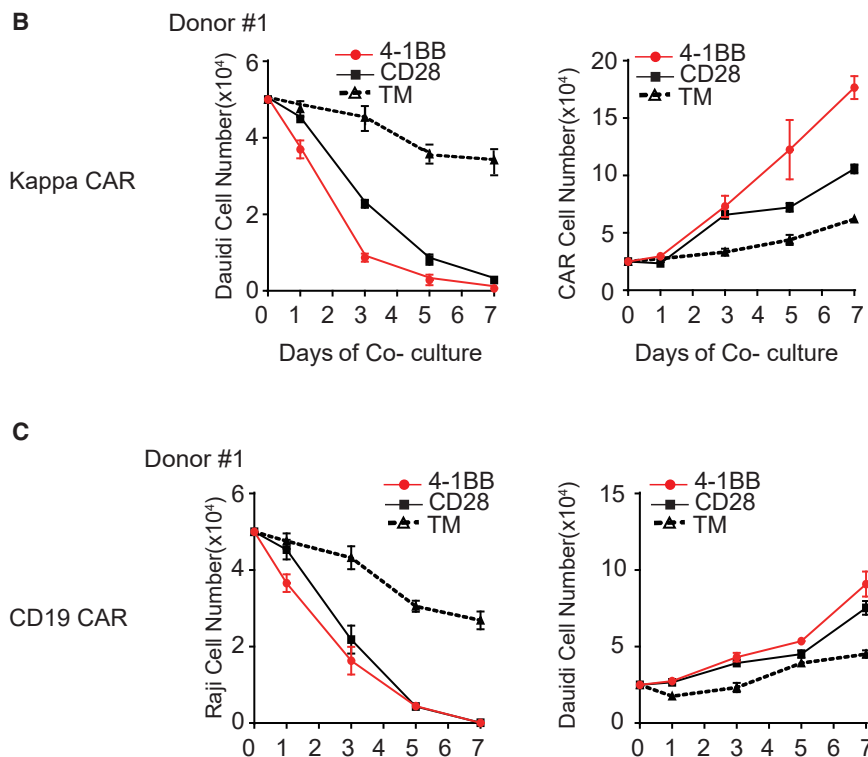 B
Donor #1
Kappa CAR
4-1BB
CD28
TM
Dauidi Cell Number(x10⁴)
6
4
2
0
0 1 2 3 4 5 6 7
Days of Co- culture
4-1BB
CD28
TM
CAR Cell Number(x10⁴)
20
15
10
5
0
0 1 2 3 4 5 6 7
Days of Co- culture
C
Donor #1
CD19 CAR
4-1BB
CD28
TM
Raji Cell Number(x10⁴)
6
4
2
0
0 1 2 3 4 5 6 7
4-1BB
CD28
TM
Dauidi Cell Number(x10⁴)
15
10
5
0
0 1 2 3 4 5 6 7